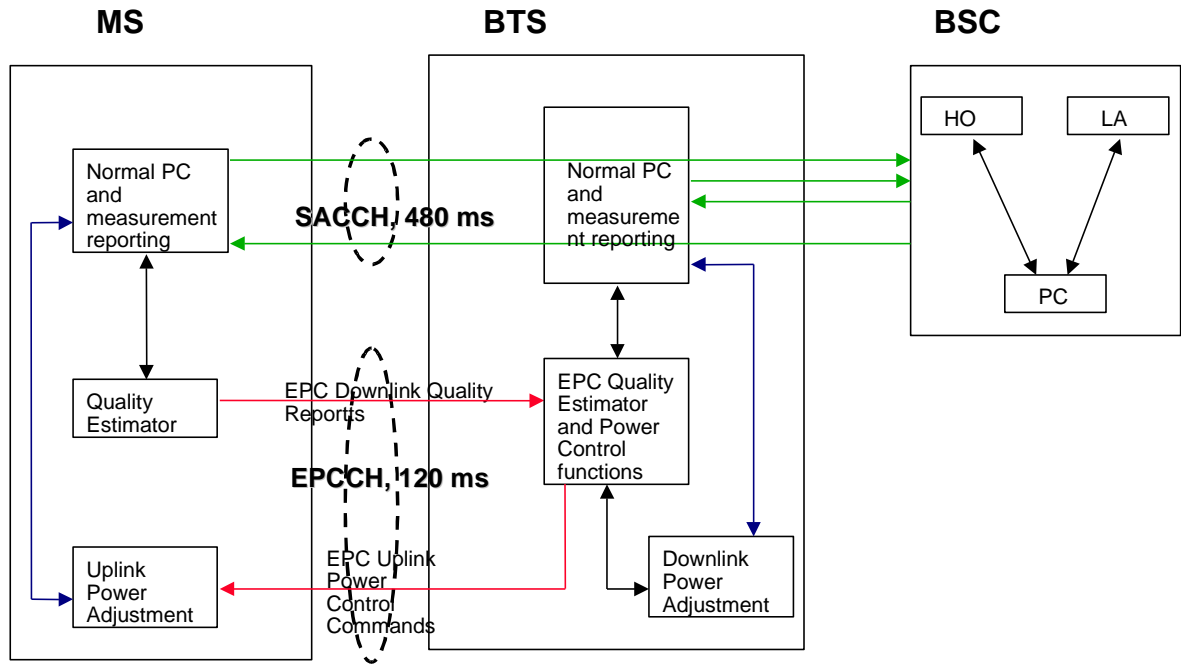 MS
BTS
BSC
HO
LA
PC
Normal PC
and
measurement
reporting
SACCH, 480 ms
Normal PC
and
measureme
nt reporting
Quality
Estimator
EPC Downlink Quality
Reportts
EPC Quality
Estimator
and Power
Control
functions
EPCCH, 120 ms
Uplink
Power
Adjustment
EPC Uplink
Power
Control
Commands
Downlink
Power
Adjustment